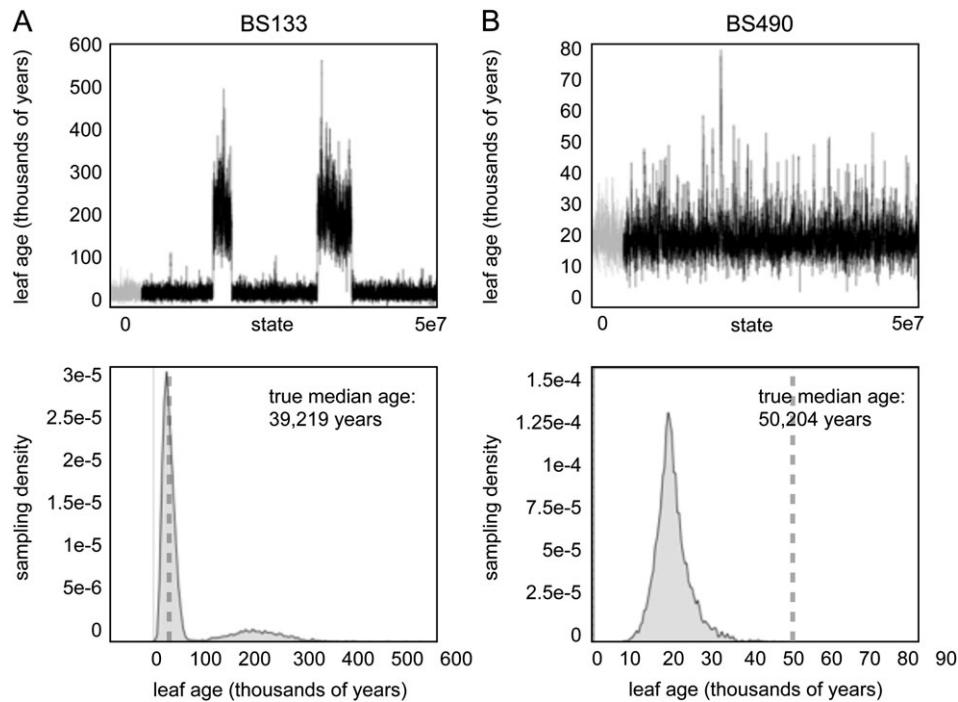 A
BS133
leaf age (thousands of years)
600
500
400
300
200
100
0
0
state
5e7
B
BS490
leaf age (thousands of years)
80
70
60
50
40
30
20
10
0
0
state
5e7
sampling density
3e-5
2.5e-5
2e-5
1.5e-5
1e-5
5e-6
0
true median age:
39,219 years
0 100 200 300 400 500 600
leaf age (thousands of years)
sampling density
1.5e-4
1.25e-4
1e-4
7.5e-5
5e-5
2.5e-5
0
true median age:
50,204 years
0 10 20 30 40 50 60 70 80 90
leaf age (thousands of years)